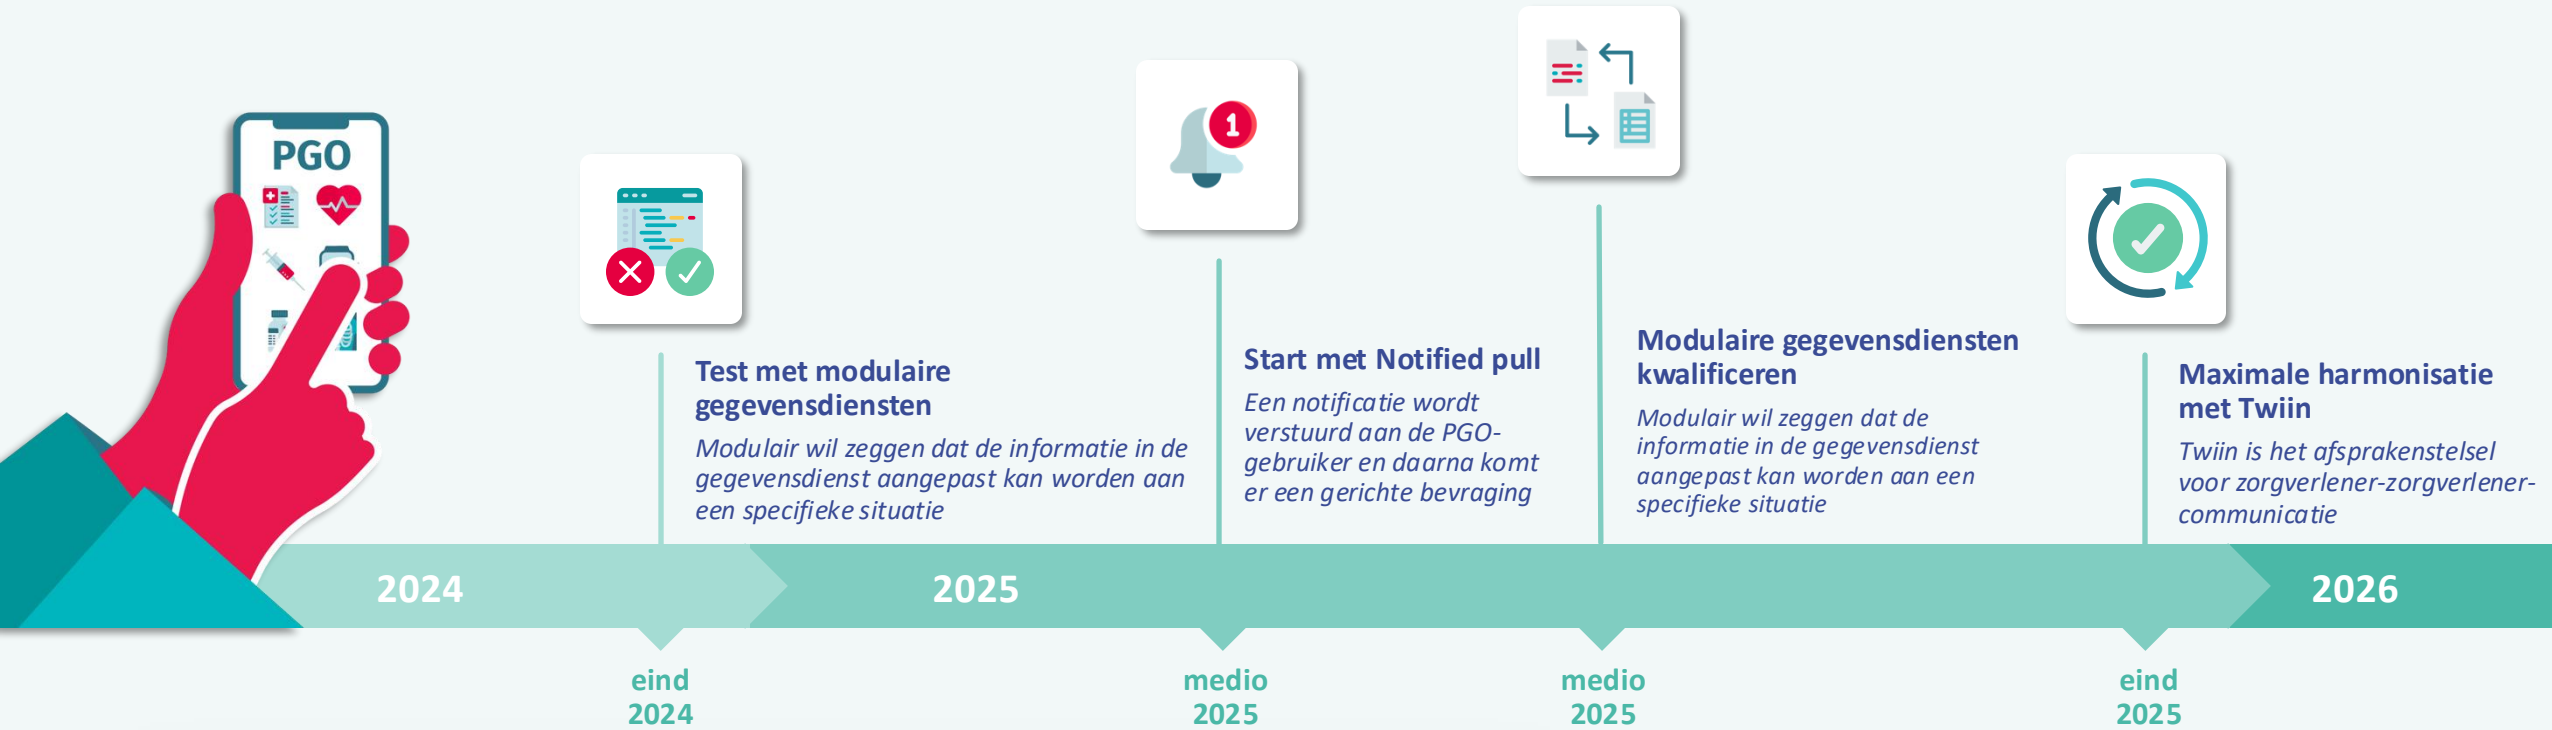 PGO
1
Test met modulaire
gegevensdiensten
Modulair wil zeggen dat de informatie in de
gegevensdienst aangepast kan worden aan
een specifieke situatie
Start met Notified pull
Een notificatie wordt
verstuurd aan de PGO-
gebruiker en daarna komt
er een gerichte bevraging
Modulaire gegevensdiensten
kwalificeren
Modulair wil zeggen dat de
informatie in de gegevensdienst
aangepast kan worden aan een
specifieke situatie
Maximale harmonisatie
met Twiin
Twiin is het afsprakenstelsel
voor zorgverlener-zorgverlener-
communicatie
2024
2025
2026
eind
2024
medio
2025
medio
2025
eind
2025